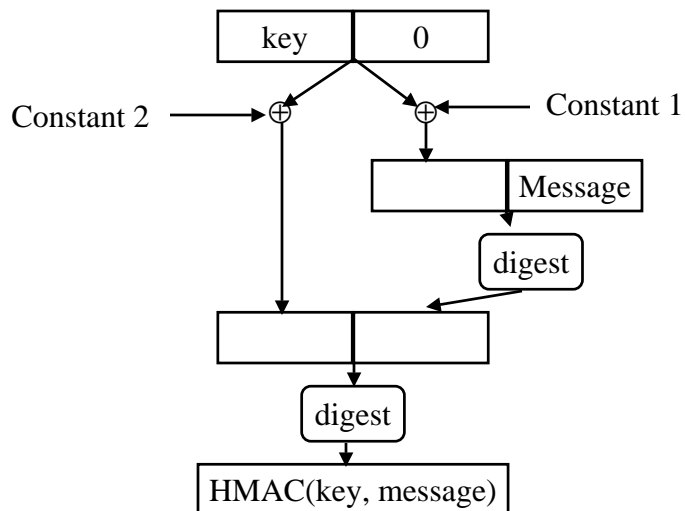 key 0
Constant 2 Constant 1
Message
digest
digest
HMAC(key, message)